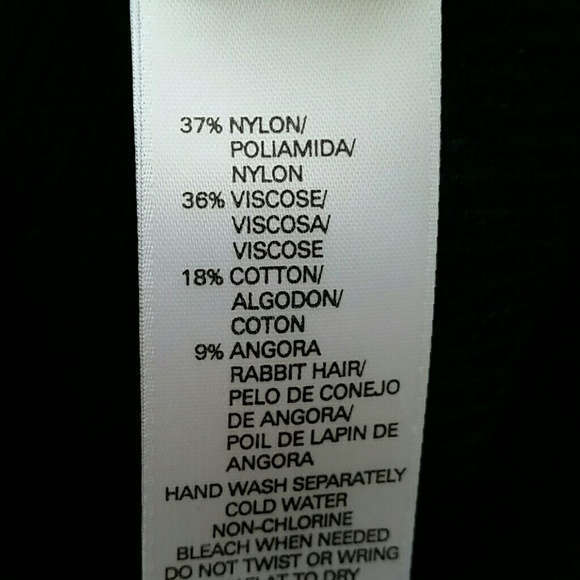 37% NYLON/
POLIAMIDA/
NYLON
36% VISCOSE/
VISCOSA/
VISCOSE
18% COTTON/
ALGODON/
COTON
9% ANGORA
RABBIT HAIR/
PELO DE CONEJO
DE ANGORA/
POIL DE LAPIN DE
ANGORA
HAND WASH SEPARATELY
COLD WATER
NON-CHLORINE
BLEACH WHEN NEEDED
DO NOT TWIST OR WRING
TO DRY